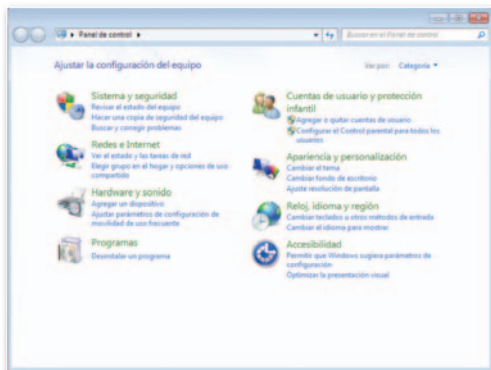 Panel de control
Buscar en el Panel de control
Ajustar la configuración del equipo
Ver por: Categoría
Sistema y seguridad
Revisar el estado del equipo
Hacer una copia de seguridad del equipo
Buscar y corregir problemas
Redes e Internet
Ver el estado y las tareas de red
Elegir grupo en el hogar y opciones de uso
compartido
Hardware y sonido
Agregar un dispositivo
Ajustar parámetros de configuración de
movilidad de uso frecuente
Programas
Desinstalar un programa
Cuentas de usuario y protección
infantil
Agregar o quitar cuentas de usuario
Configurar el Control parental para todos los
usuarios
Apariencia y personalización
Cambiar el tema
Cambiar fondo de escritorio
Ajuste resolución de pantalla
Reloj, idioma y región
Cambiar teclados u otros métodos de entrada
Cambiar el idioma para mostrar
Accesibilidad
Permitir que Windows sugiera parámetros de
configuración
Optimizar la presentación visual